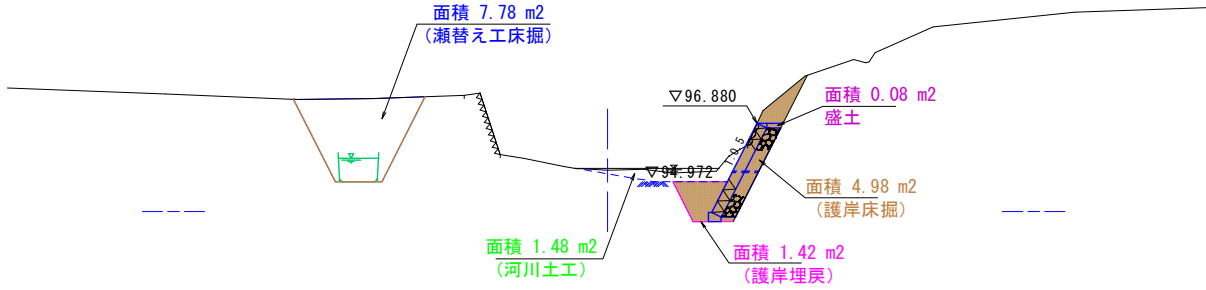 面積 7.78 m2
(瀬替え工床掘)
▽96.880
面積 0.08 m2
盛土
1:0.5
▽94.972
面積 4.98 m2
(護岸床掘)
面積 1.48 m2
(河川土工)
面積 1.42 m2
(護岸埋戻)